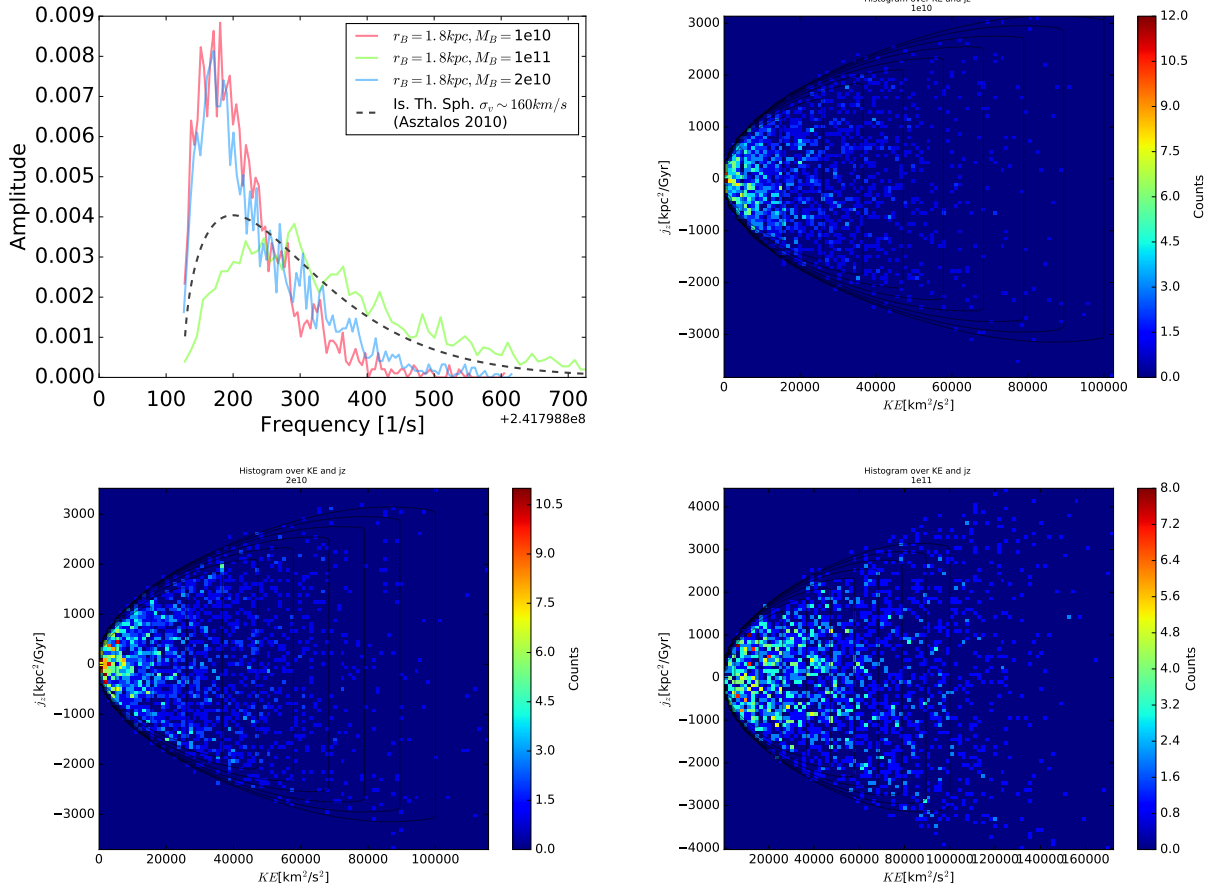 0.009
0.008
0.007
0.006
0.005
0.004
0.003
0.002
0.001
0.000
Amplitude
0 100 200 300 400 500 600 700
Frequency [1/s]
+2.417988e8
r_B = 1.8kpc, M_B = 1e10
r_B = 1.8kpc, M_B = 1e11
r_B = 1.8kpc, M_B = 2e10
Is. Th. Sph. σ_v ∼ 160km/s
(Asztalos 2010)
Histogram over KE and jz
1e10
3000
2000
1000
0
−1000
−2000
−3000
j_z[kpc²/Gyr]
0 20000 40000 60000 80000 100000
KE[km²/s²]
12.0
10.5
9.0
7.5
6.0
4.5
3.0
1.5
0.0
Counts
Histogram over KE and jz
2e10
3000
2000
1000
0
−1000
−2000
−3000
j_z[kpc²/Gyr]
0 20000 40000 60000 80000 100000
KE[km²/s²]
10.5
9.0
7.5
6.0
4.5
3.0
1.5
0.0
Counts
Histogram over KE and jz
1e11
4000
3000
2000
1000
0
−1000
−2000
−3000
−4000
j_z[kpc²/Gyr]
20000 40000 60000 80000 100000 120000 140000 160000
KE[km²/s²]
8.0
7.2
6.4
5.6
4.8
4.0
3.2
2.4
1.6
0.8
0.0
Counts